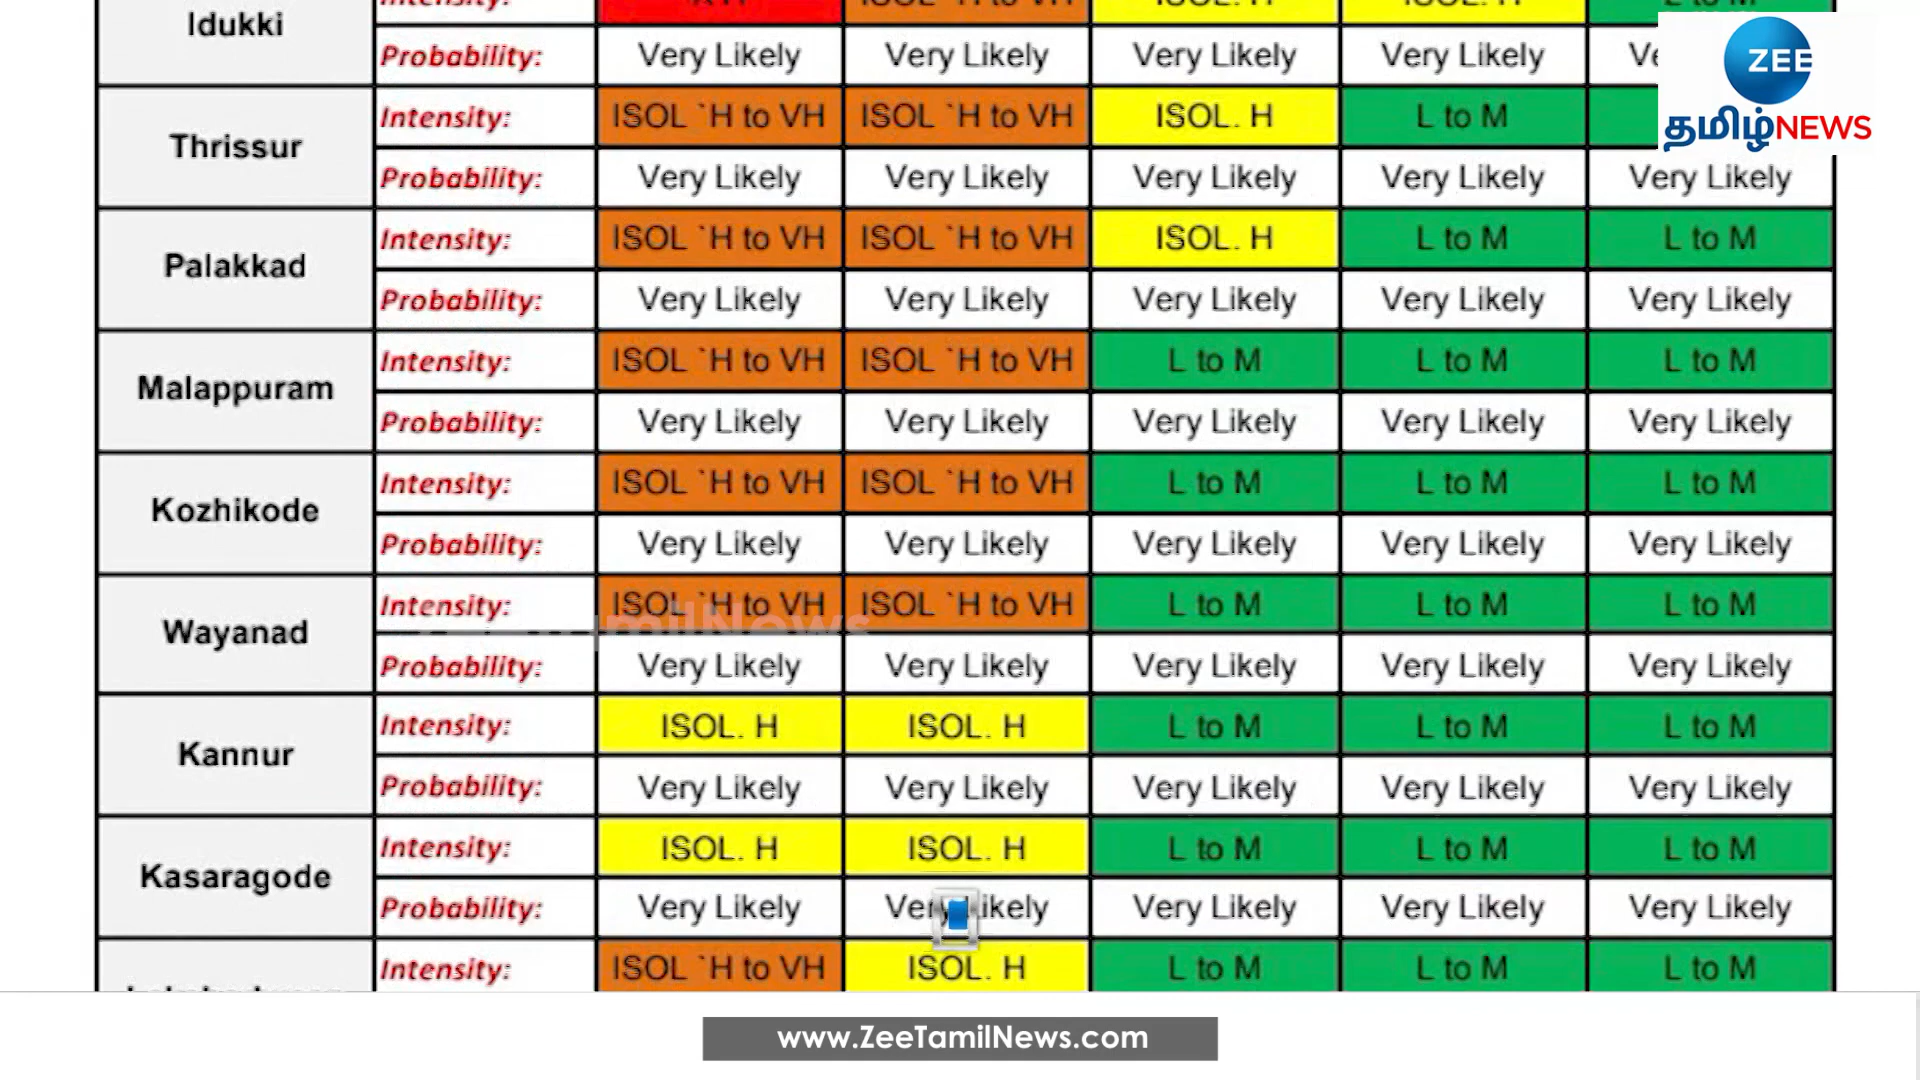 Intensity: ISOL `H to VH ISOL. H ISOL. H L to M
Idukki
Probability: Very Likely Very Likely Very Likely Very Likely
ZEE
தமிழ் NEWS
Intensity: ISOL `H to VH ISOL `H to VH ISOL. H L to M
Thrissur
Probability: Very Likely Very Likely Very Likely Very Likely Very Likely
Intensity: ISOL `H to VH ISOL `H to VH ISOL. H L to M L to M
Palakkad
Probability: Very Likely Very Likely Very Likely Very Likely Very Likely
Intensity: ISOL `H to VH ISOL `H to VH L to M L to M L to M
Malappuram
Probability: Very Likely Very Likely Very Likely Very Likely Very Likely
Intensity: ISOL `H to VH ISOL `H to VH L to M L to M L to M
Kozhikode
Probability: Very Likely Very Likely Very Likely Very Likely Very Likely
Intensity: ISOL `H to VH ISOL `H to VH L to M L to M L to M
Wayanad
Probability: Very Likely Very Likely Very Likely Very Likely Very Likely
Intensity: ISOL. H ISOL. H L to M L to M L to M
Kannur
Probability: Very Likely Very Likely Very Likely Very Likely Very Likely
Intensity: ISOL. H ISOL. H L to M L to M L to M
Kasaragode
Probability: Very Likely Very Likely Very Likely Very Likely Very Likely
Intensity: ISOL `H to VH ISOL. H L to M L to M L to M
www.ZeeTamilNews.com